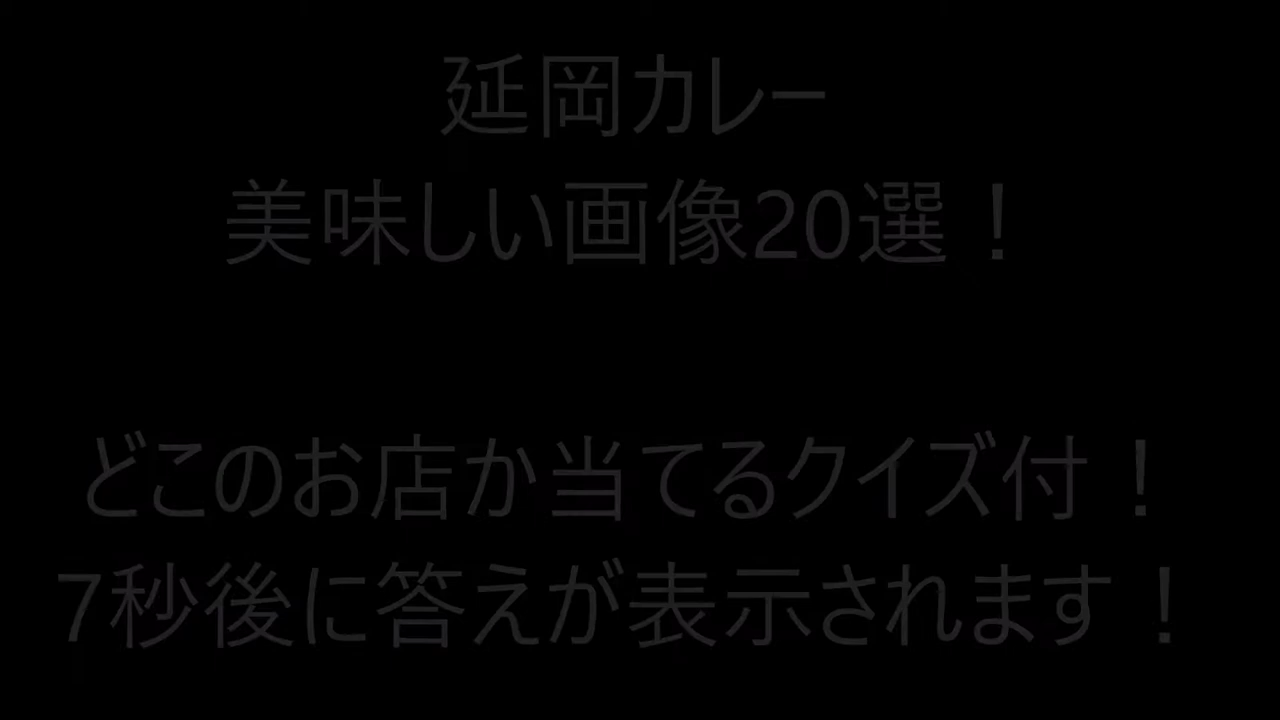 延岡カレー
美味しい画像20選！
どこのお店か当てるクイズ付！
7秒後に答えが表示されます！